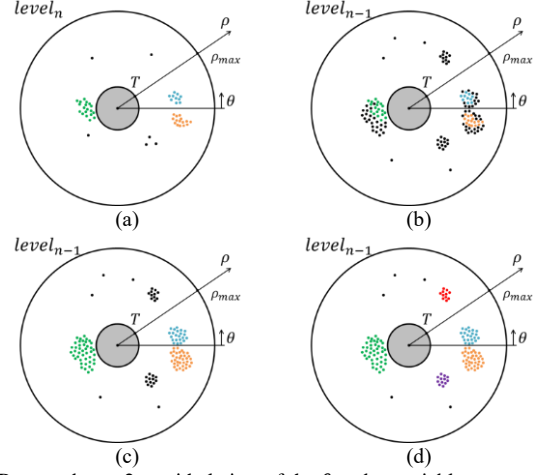 level_n
ρ
ρ_max
T
θ
(a)
level_{n-1}
ρ
ρ_max
T
θ
(b)
level_{n-1}
ρ
ρ_max
T
θ
(c)
level_{n-1}
ρ
ρ_max
T
θ
(d)